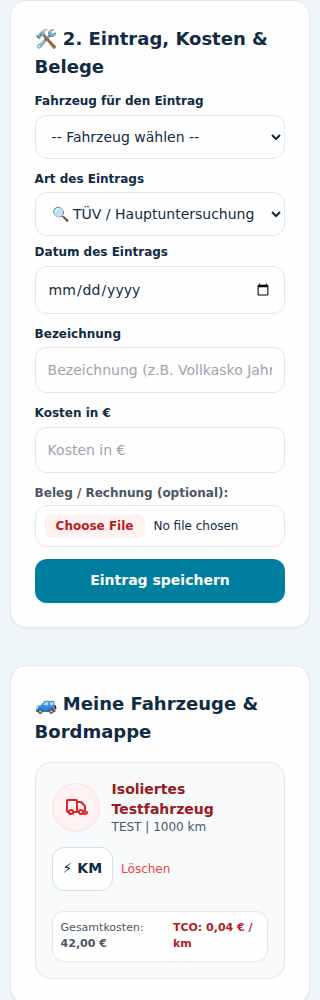 🛠️ 2. Eintrag, Kosten &
Belege
Fahrzeug für den Eintrag
-- Fahrzeug wählen --
Art des Eintrags
🔍 TÜV / Hauptuntersuchung
Datum des Eintrags
mm/dd/yyyy
Bezeichnung
Bezeichnung (z.B. Vollkasko Jahr
Kosten in €
Kosten in €
Beleg / Rechnung (optional):
Choose File No file chosen
Eintrag speichern
🚙 Meine Fahrzeuge &
Bordmappe
Isoliertes
Testfahrzeug
TEST | 1000 km
⚡ KM Löschen
Gesamtkosten: TCO: 0,04 € /
42,00 € km